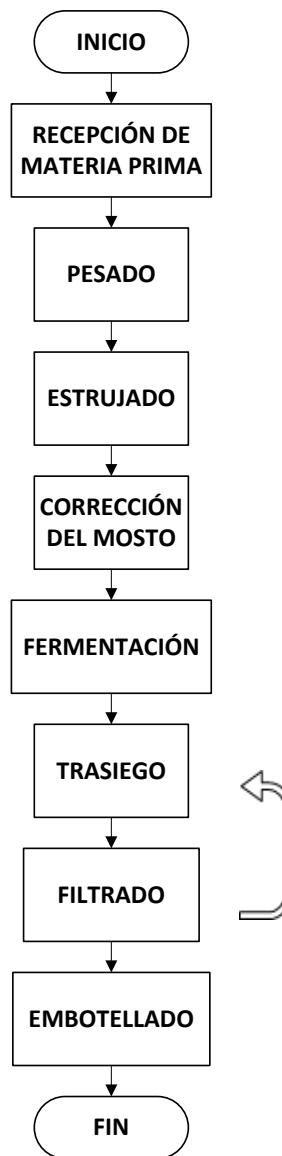 INICIO
RECEPCIÓN DE
MATERIA PRIMA
PESADO
ESTRUJADO
CORRECCIÓN
DEL MOSTO
FERMENTACIÓN
TRASIEGO
FILTRADO
EMBOTELLADO
FIN